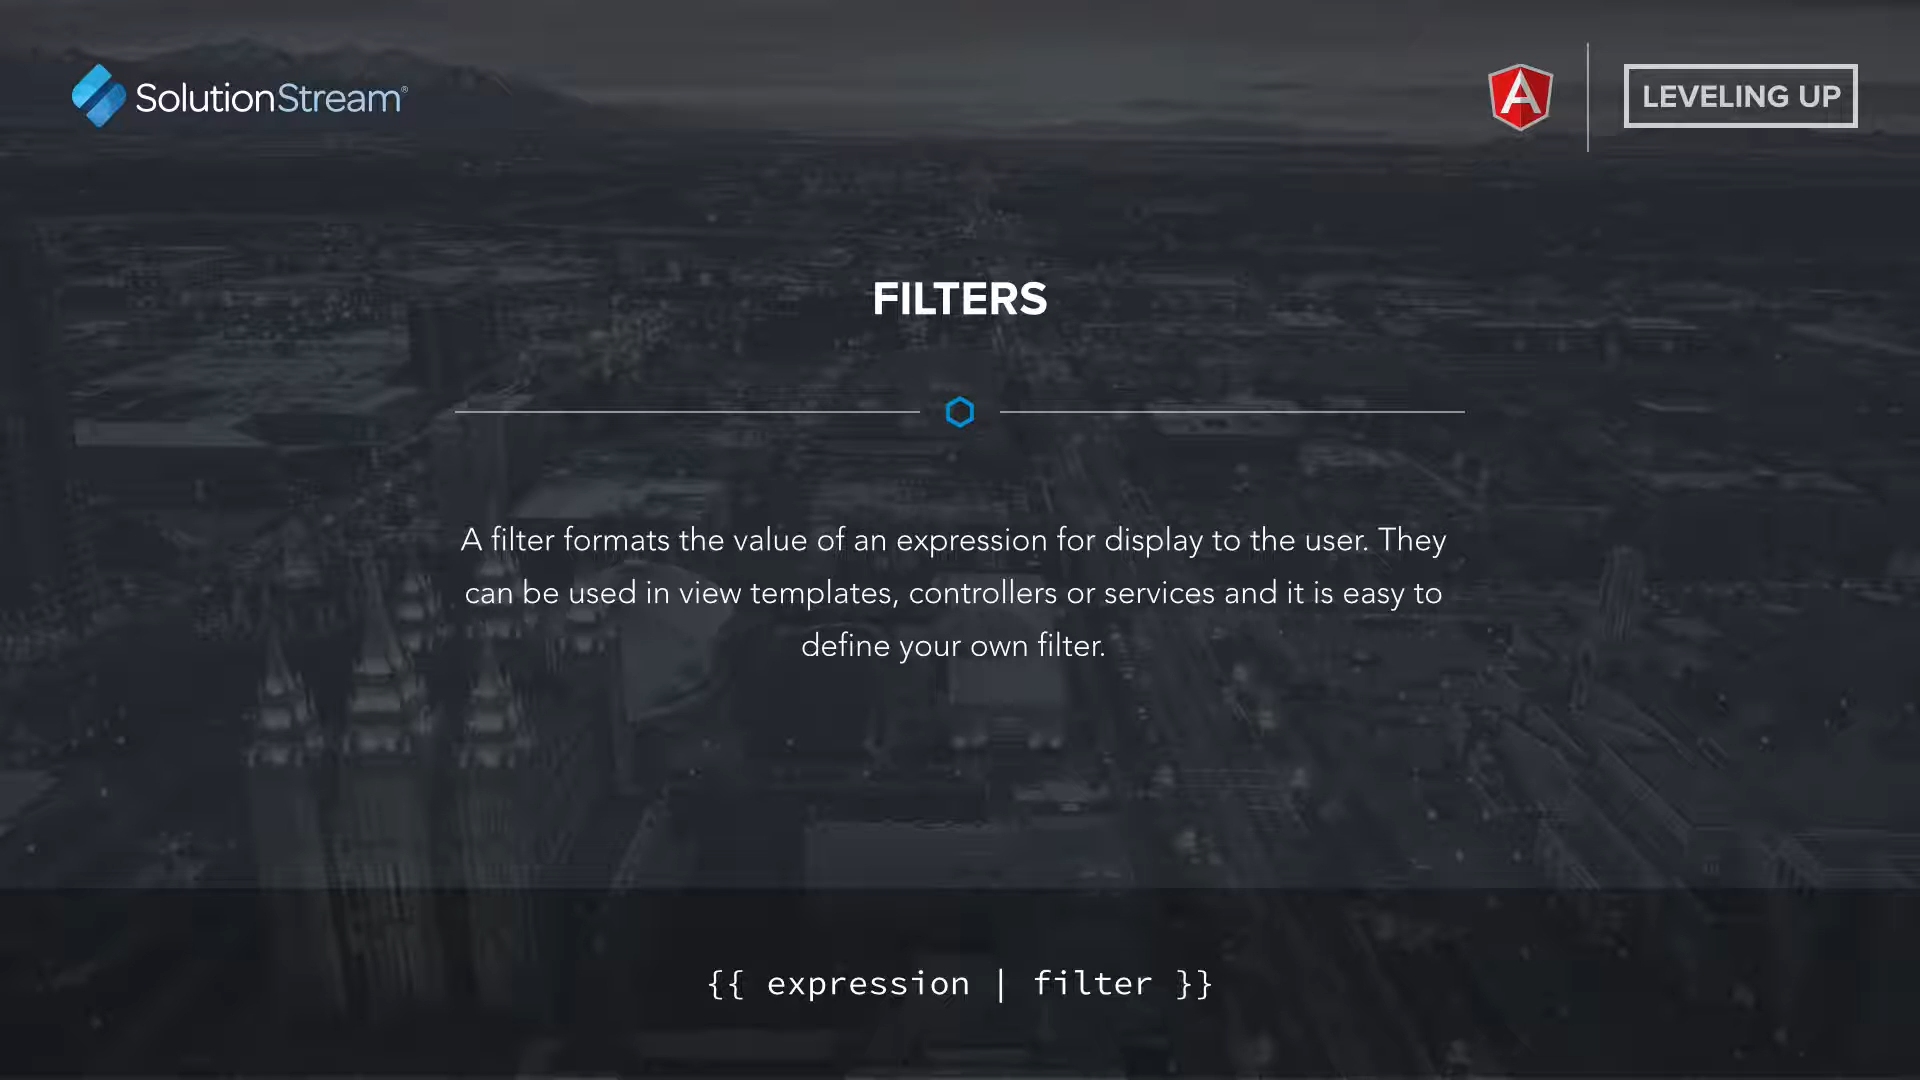 SolutionStream®
A
LEVELING UP
FILTERS
A filter formats the value of an expression for display to the user. They
can be used in view templates, controllers or services and it is easy to
define your own filter.
{{ expression | filter }}